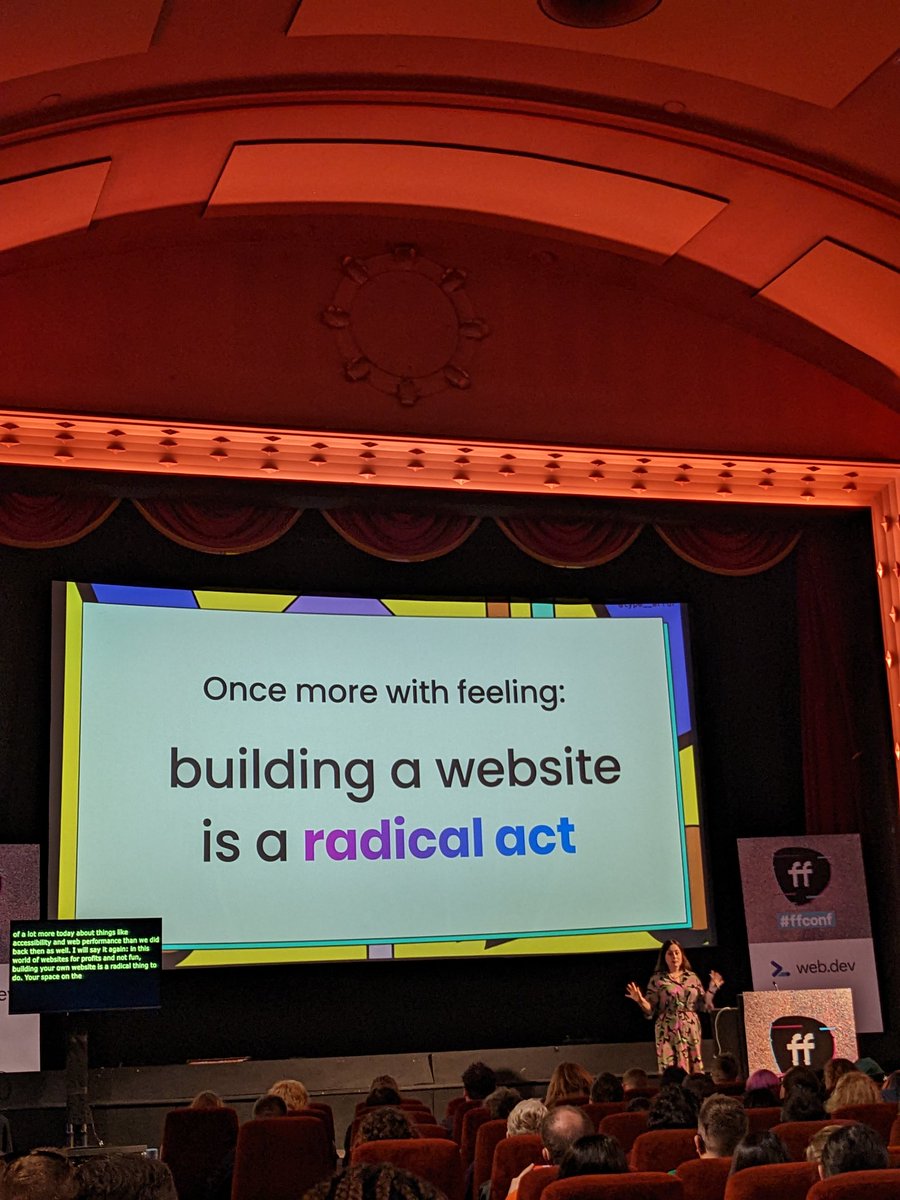 @type__error
Once more with feeling:
building a website
is a radical act
of a lot more today about things like
accessibility and web performance than we did
back then as well. I will say it again: in this
world of websites for profits and not fun,
building your own website is a radical thing to
do. Your space on the
ff
#ffconf
web.dev
ff